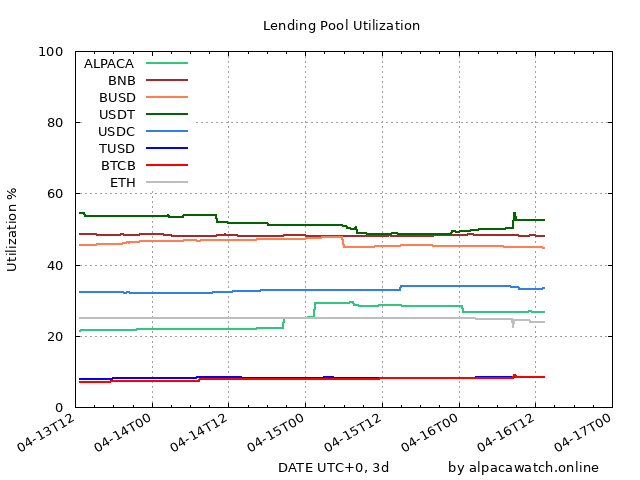 Lending Pool Utilization
100
80
60
40
20
0
Utilization %
ALPACA
BNB
BUSD
USDT
USDC
TUSD
BTCB
ETH
04-13T12
04-14T00
04-14T12
04-15T00
04-15T12
04-16T00
04-16T12
04-17T00
DATE UTC+0, 3d
by alpacawatch.online